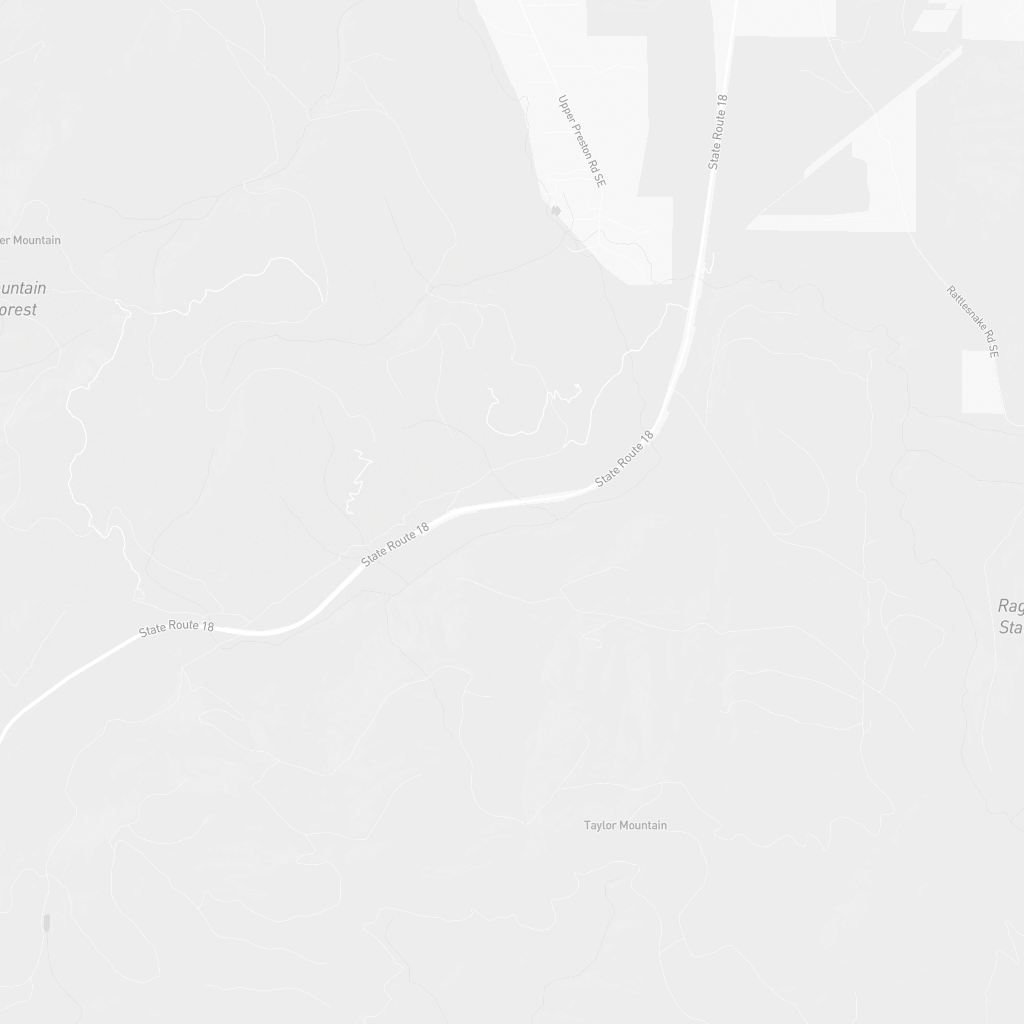 Upper Preston Rd SE
State Route 18
er Mountain
untain
orest
Rattlesnake Rd SE
State Route 18
State Route 18
State Route 18
Rag
Sta
Taylor Mountain